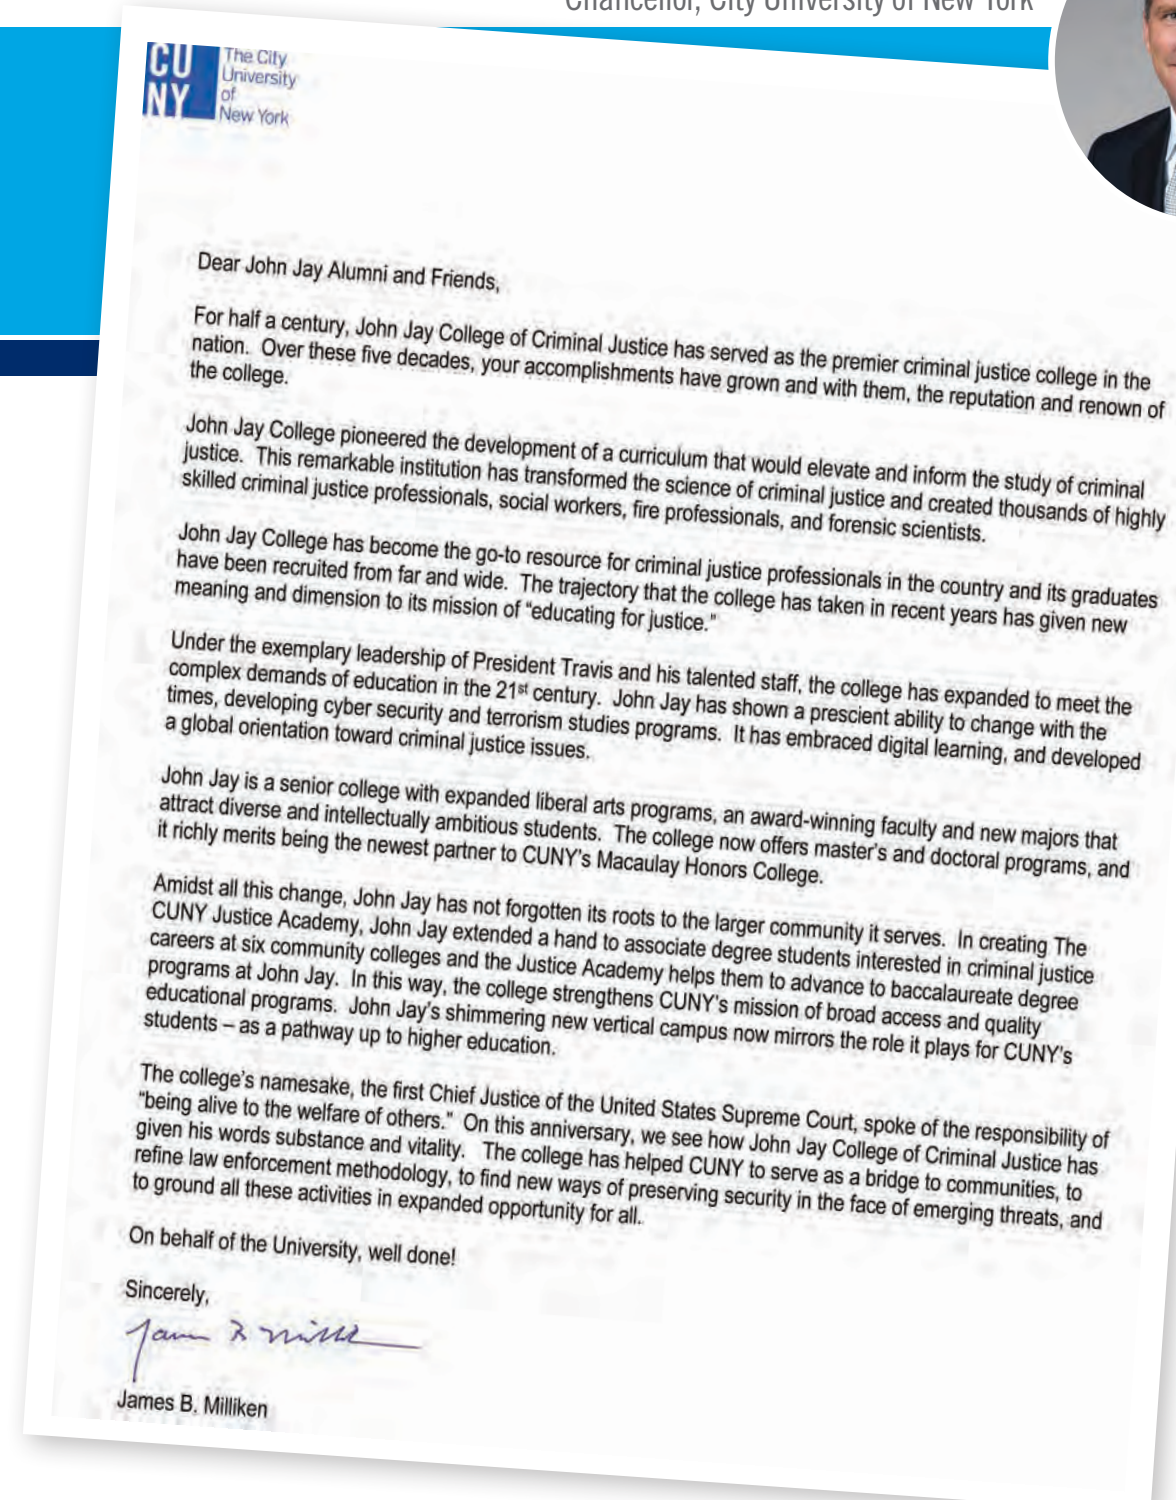 Chancellor, City University of New York
CU
NY
The City
University
of
New York
Dear John Jay Alumni and Friends,
For half a century, John Jay College of Criminal Justice has served as the premier criminal justice college in the
nation.  Over these five decades, your accomplishments have grown and with them, the reputation and renown of
the college.
John Jay College pioneered the development of a curriculum that would elevate and inform the study of criminal
justice.  This remarkable institution has transformed the science of criminal justice and created thousands of highly
skilled criminal justice professionals, social workers, fire professionals, and forensic scientists.
John Jay College has become the go-to resource for criminal justice professionals in the country and its graduates
have been recruited from far and wide.  The trajectory that the college has taken in recent years has given new
meaning and dimension to its mission of “educating for justice.”
Under the exemplary leadership of President Travis and his talented staff, the college has expanded to meet the
complex demands of education in the 21st century.  John Jay has shown a prescient ability to change with the
times, developing cyber security and terrorism studies programs.  It has embraced digital learning, and developed
a global orientation toward criminal justice issues.
John Jay is a senior college with expanded liberal arts programs, an award-winning faculty and new majors that
attract diverse and intellectually ambitious students.  The college now offers master’s and doctoral programs, and
it richly merits being the newest partner to CUNY’s Macaulay Honors College.
Amidst all this change, John Jay has not forgotten its roots to the larger community it serves.  In creating The
CUNY Justice Academy, John Jay extended a hand to associate degree students interested in criminal justice
careers at six community colleges and the Justice Academy helps them to advance to baccalaureate degree
programs at John Jay.  In this way, the college strengthens CUNY’s mission of broad access and quality
educational programs.  John Jay’s shimmering new vertical campus now mirrors the role it plays for CUNY’s
students – as a pathway up to higher education.
The college’s namesake, the first Chief Justice of the United States Supreme Court, spoke of the responsibility of
“being alive to the welfare of others.”  On this anniversary, we see how John Jay College of Criminal Justice has
given his words substance and vitality.   The college has helped CUNY to serve as a bridge to communities, to
refine law enforcement methodology, to find new ways of preserving security in the face of emerging threats, and
to ground all these activities in expanded opportunity for all.
On behalf of the University, well done!
Sincerely,
James B. Milliken